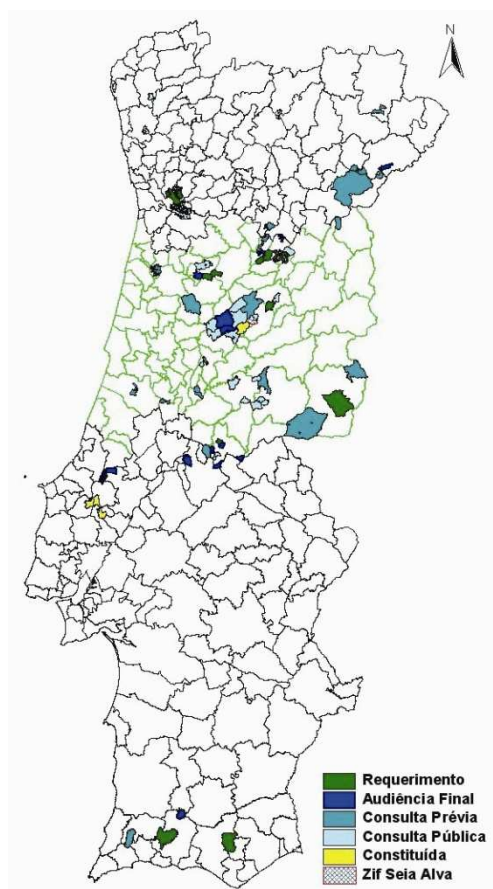 N
Requerimento
Audiência Final
Consulta Prévia
Consulta Pública
Constituída
Zif Seia Alva